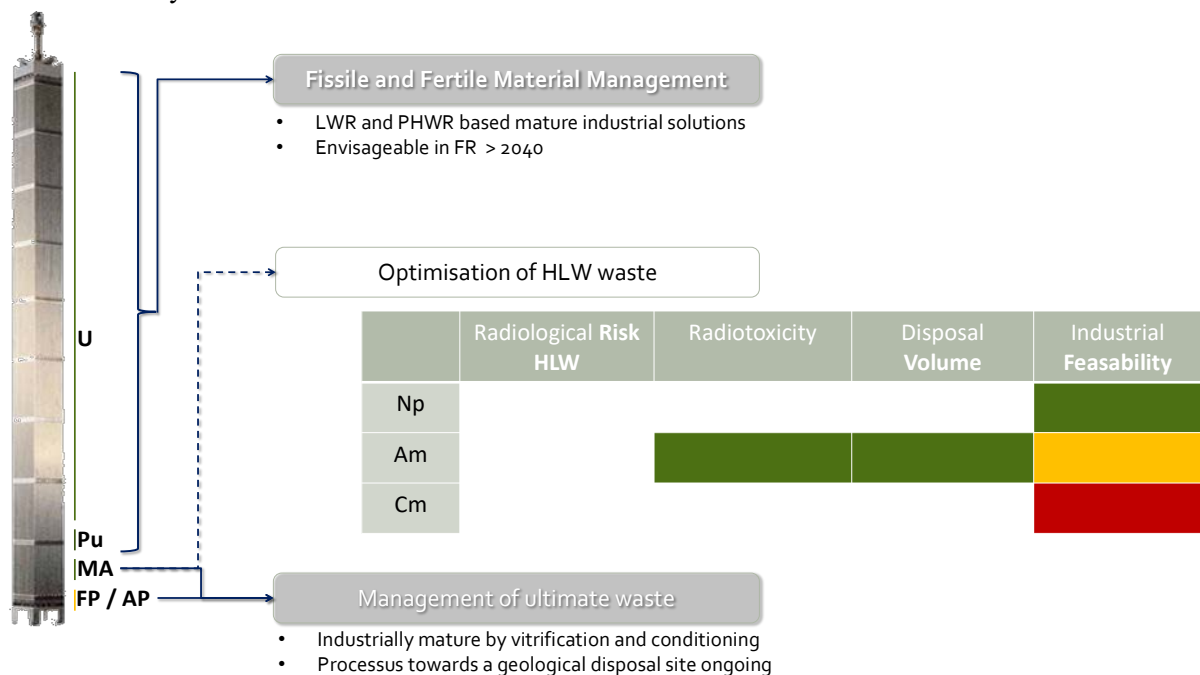 Fissile and Fertile Material Management
• LWR and PHWR based mature industrial solutions
• Envisageable in FR > 2040
Optimisation of HLW waste
Radiological Risk HLW
Radiotoxicity
Disposal Volume
Industrial Feasability
Np
Am
Cm
U
Pu
MA
FP / AP
Management of ultimate waste
• Industrially mature by vitrification and conditioning
• Processus towards a geological disposal site ongoing